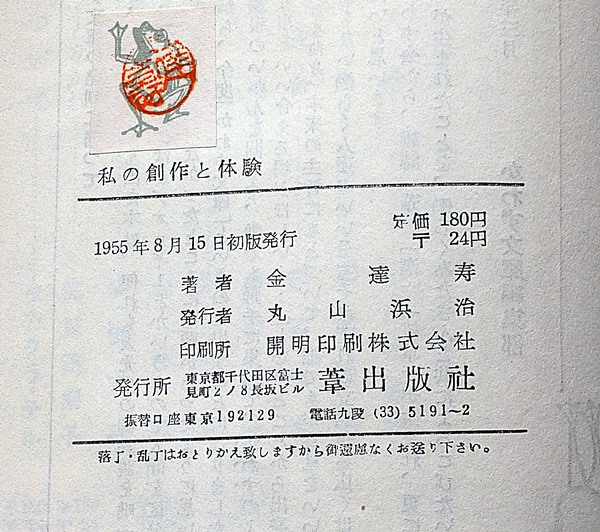 私の創作と体験
定価 180円
〒 24円
1955年8月15日初版発行
著者 金達寿
発行者 丸山浜治
印刷所 開明印刷株式会社
発行所 東京都千代田区富士
見町2ノ8長坂ビル 葦出版社
振替口座東京192129 電話九段 (33) 5191~2
落丁・乱丁はおとりかえ致しますから御遠慮なくお送り下さい。